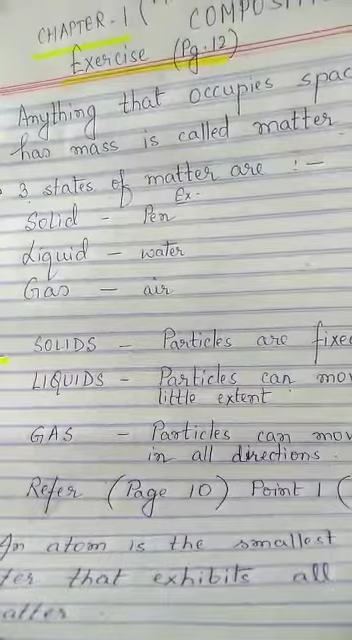 CHAPTER-1 (
Exercise (Pg.12)
Anything that occupies spac
has mass is called matter
3 states of matter are :-
Ex.
Solid - Pen
Liquid - water
Gas - air
SOLIDS - Particles are fixe
LIQUIDS - Particles can mov
little extent.
GAS - Particles can mov
in all directions.
Refer (Page 10) Point 1 (
An atom is the smallest
ter that exhibits all
atter.